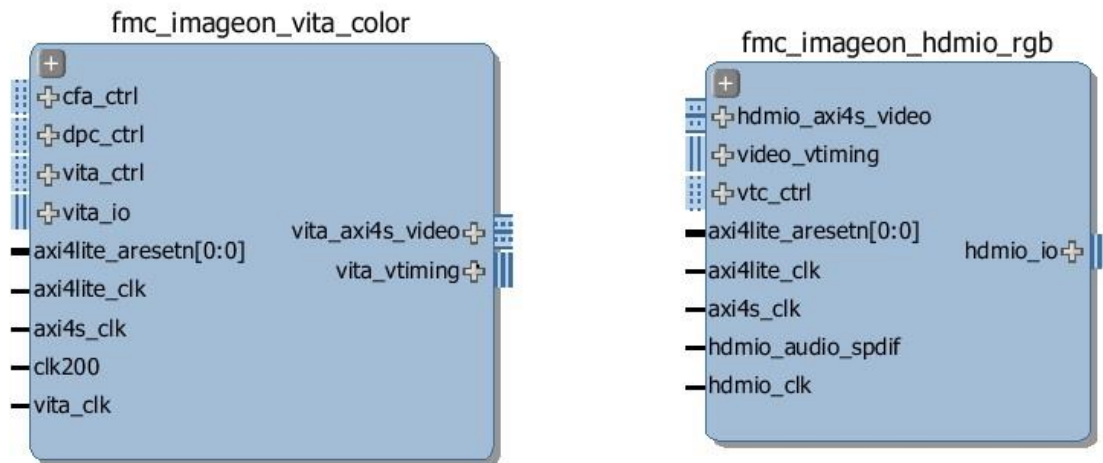 fmc_imageon_vita_color
cfa_ctrl
dpc_ctrl
vita_ctrl
vita_io
axi4lite_aresetn[0:0]
axi4lite_clk
axi4s_clk
clk200
vita_clk
vita_axi4s_video
vita_vtiming
fmc_imageon_hdmio_rgb
hdmio_axi4s_video
video_vtiming
vtc_ctrl
axi4lite_aresetn[0:0]
axi4lite_clk
axi4s_clk
hdmio_audio_spdif
hdmio_clk
hdmio_io